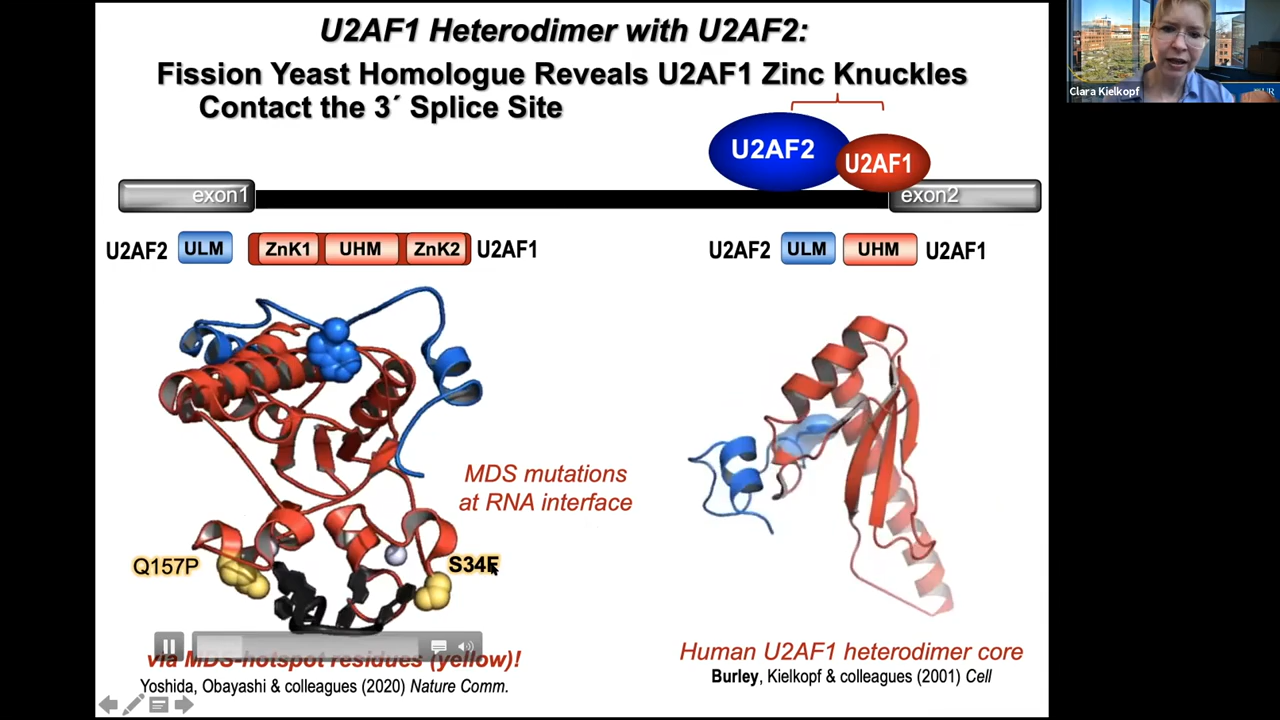 U2AF1 Heterodimer with U2AF2:
Fission Yeast Homologue Reveals U2AF1 Zinc Knuckles
Contact the 3´ Splice Site
U2AF2
U2AF1
exon1
exon2
U2AF2 ULM ZnK1 UHM ZnK2 U2AF1
U2AF2 ULM UHM U2AF1
MDS mutations
at RNA interface
Q157P
S34F
via MDS-hotspot residues (yellow)!
Yoshida, Obayashi & colleagues (2020) Nature Comm.
Human U2AF1 heterodimer core
Burley, Kielkopf & colleagues (2001) Cell
Clara Kielkopf